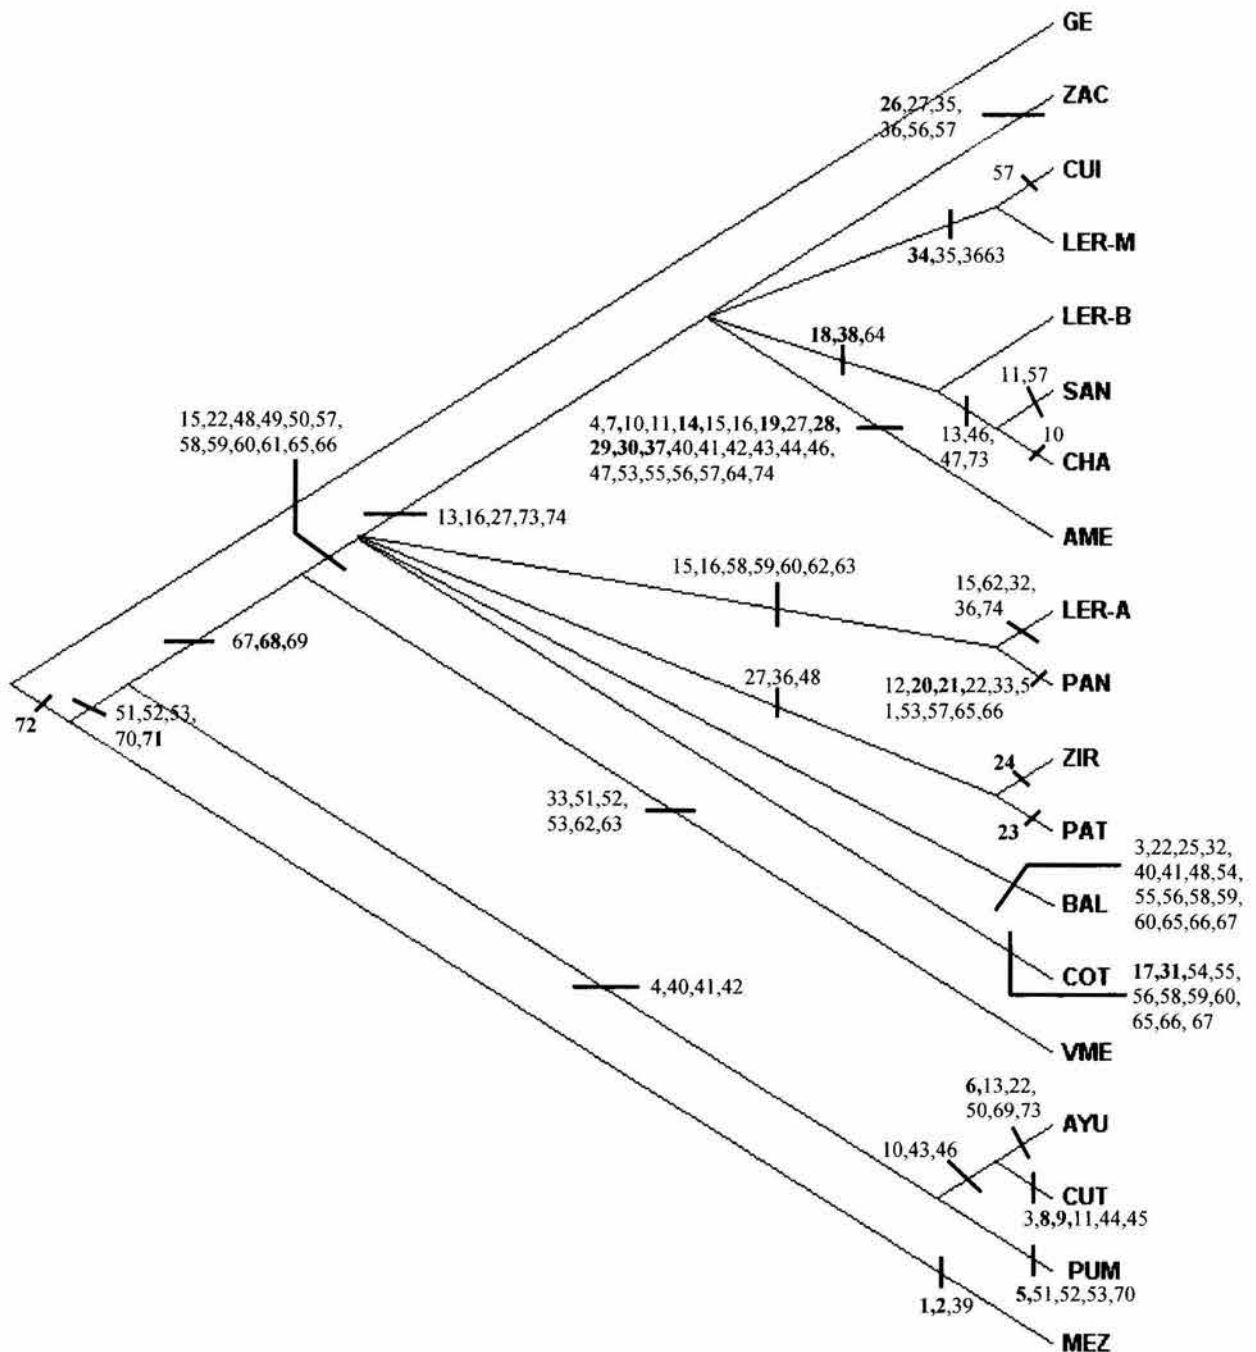 GE
26,27,35,
36,56,57
ZAC
57
CUI
34,35,3663
LER-M
LER-B
18,38,64
11,57
SAN
15,22,48,49,50,57,
58,59,60,61,65,66
4,7,10,11,14,15,16,19,27,28,
29,30,37,40,41,42,43,44,46,
47,53,55,56,57,64,74
13,46,
47,73
10
CHA
13,16,27,73,74
AME
15,16,58,59,60,62,63
15,62,32,
36,74
LER-A
67,68,69
27,36,48
12,20,21,22,33,5
1,53,57,65,66
PAN
72
51,52,53,
70,71
24
ZIR
33,51,52,
53,62,63
23
PAT
3,22,25,32,
40,41,48,54,
55,56,58,59,
60,65,66,67
BAL
COT
17,31,54,55,
56,58,59,60,
65,66, 67
4,40,41,42
VME
6,13,22,
50,69,73
AYU
10,43,46
CUT
3,8,9,11,44,45
PUM
5,51,52,53,70
1,2,39
MEZ